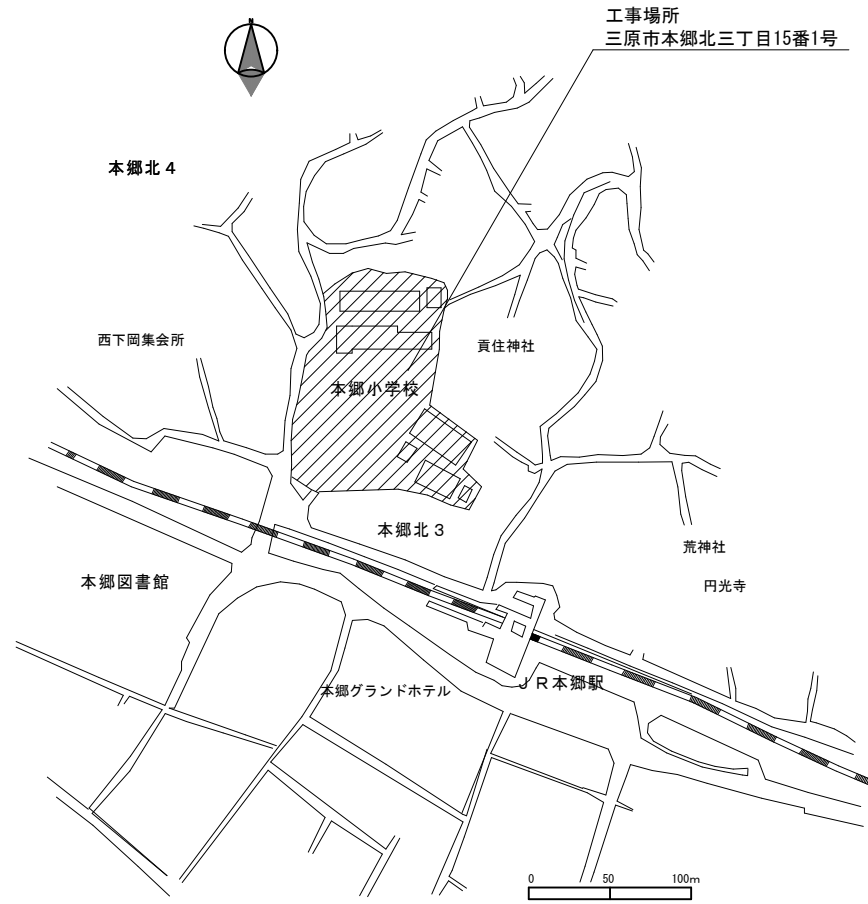 工事場所
三原市本郷北三丁目15番1号
N
本郷北４
西下岡集会所
貢住神社
本郷小学校
本郷北３
荒神社
本郷図書館
円光寺
本郷グランドホテル
ＪＲ本郷駅
0 50 100m